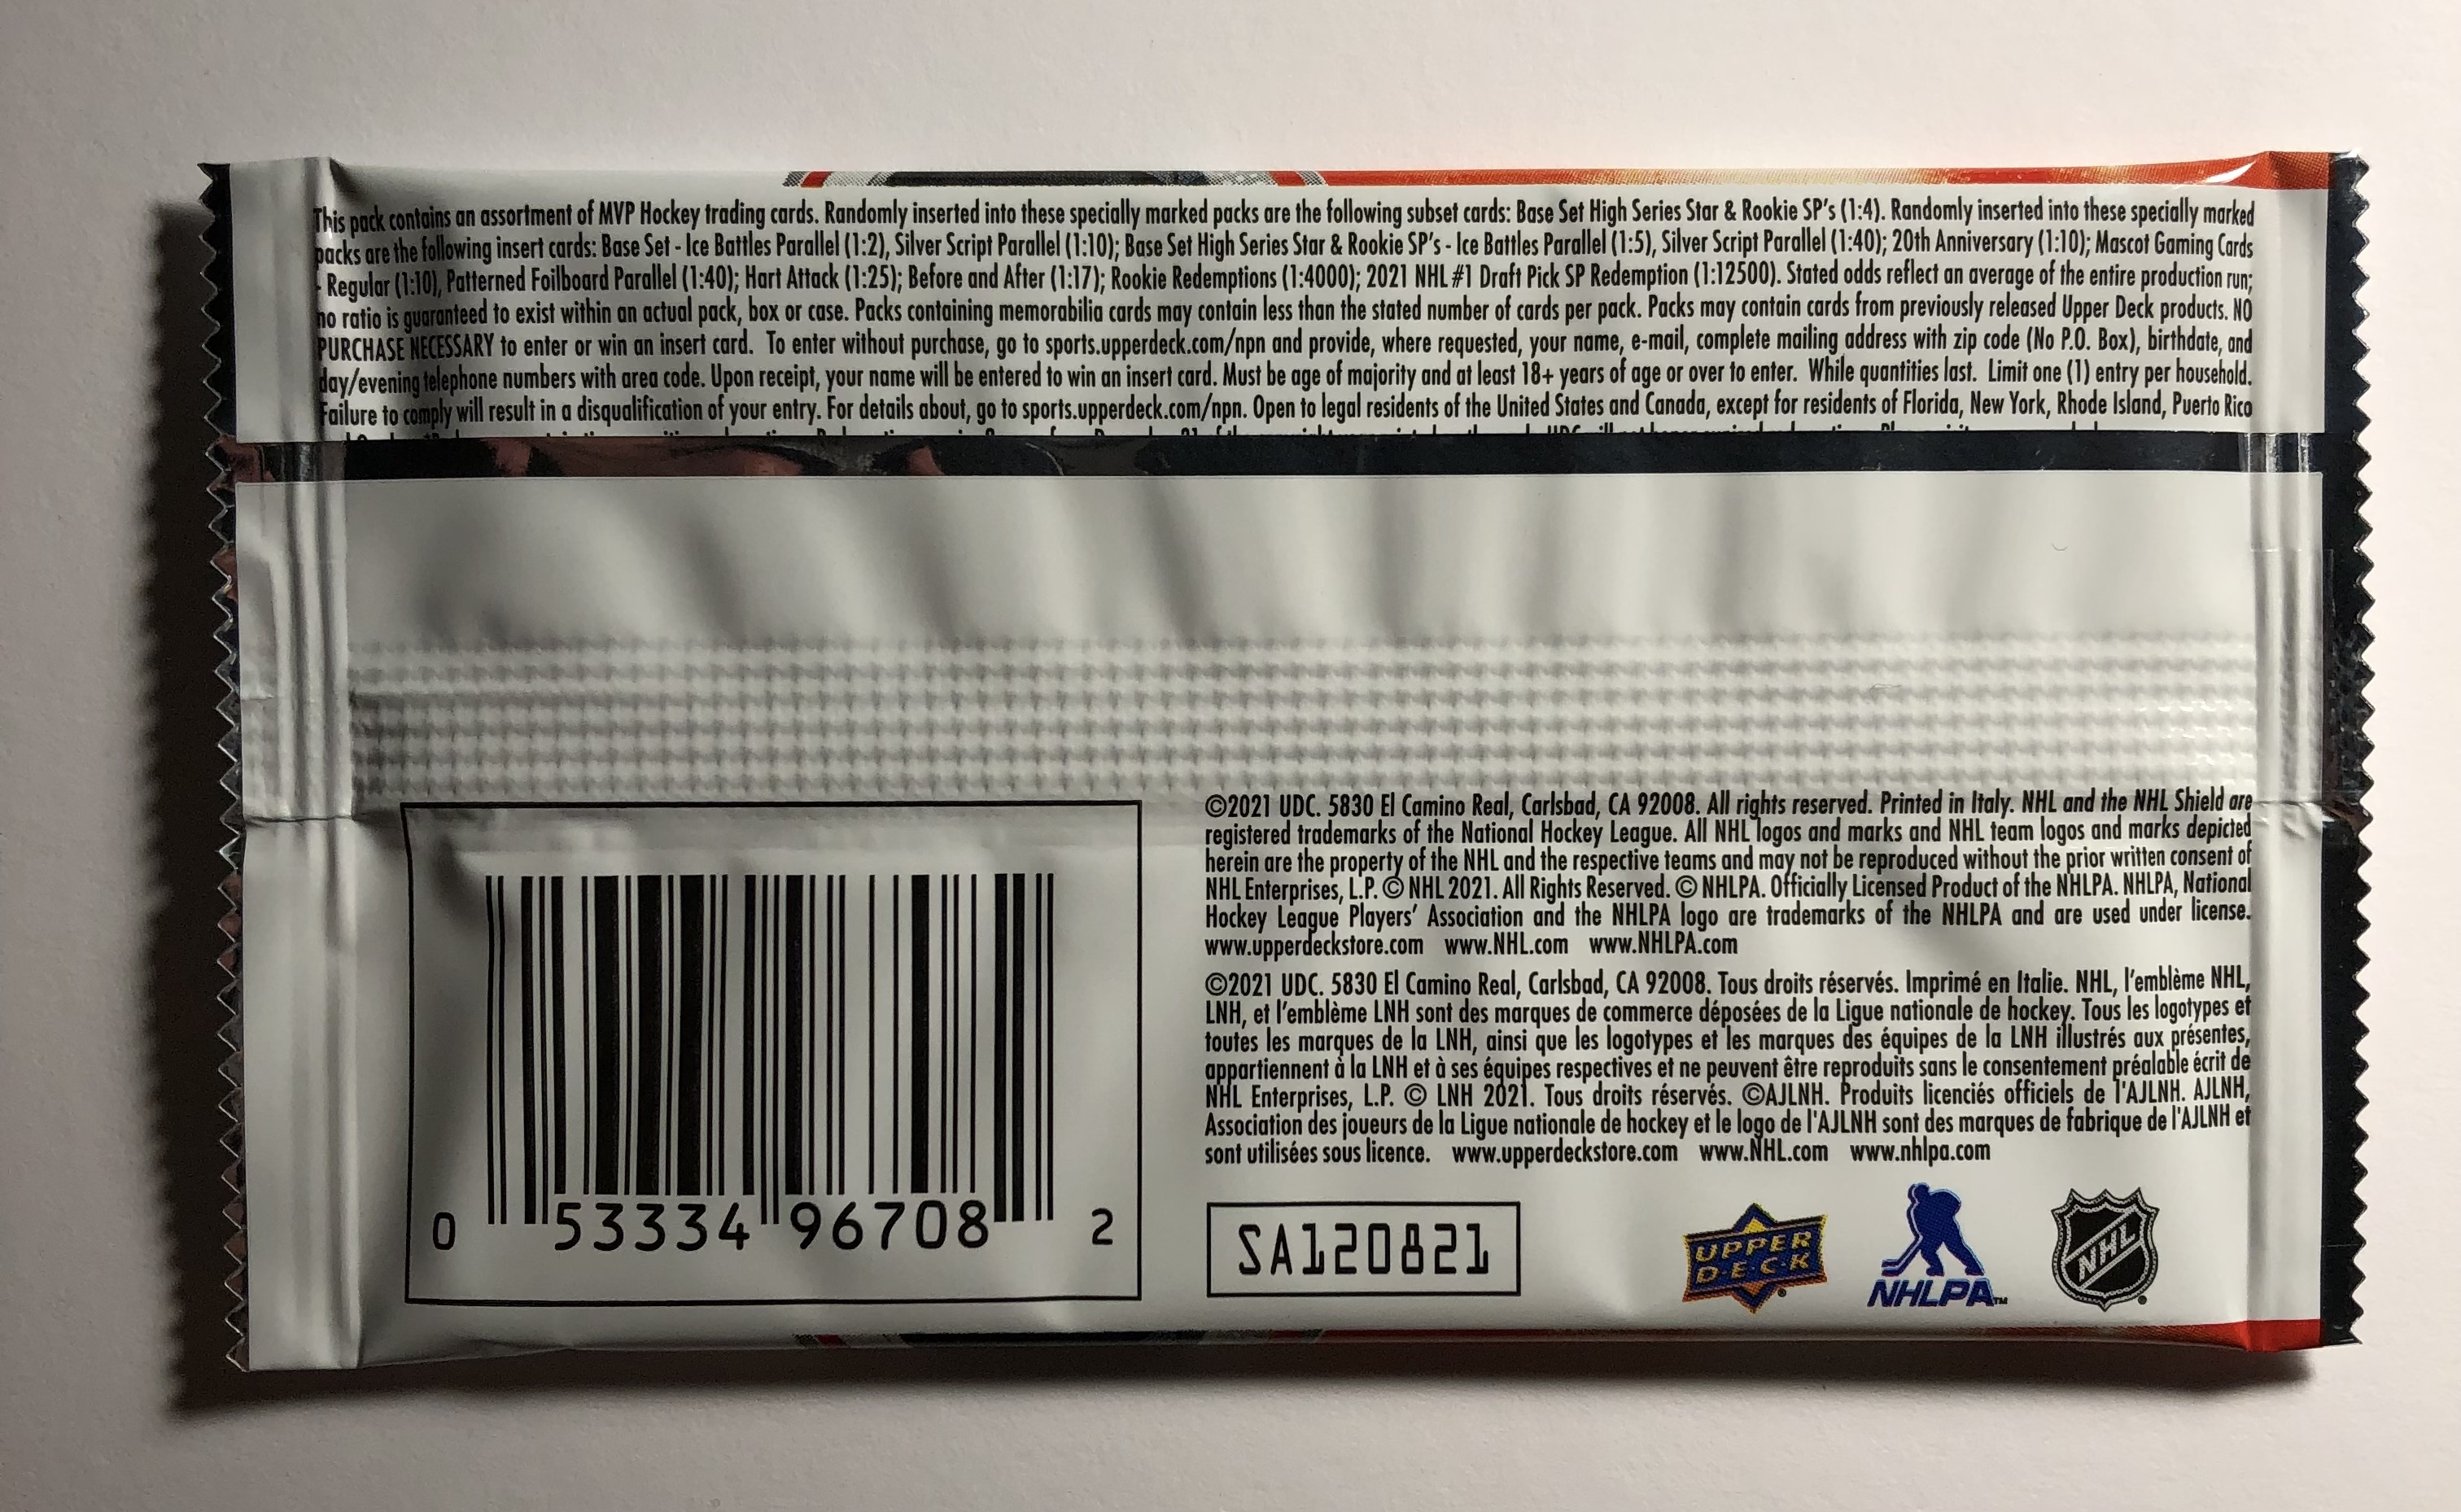 This pack contains an assortment of MVP Hockey trading cards. Randomly inserted into these specially marked packs are the following subset cards: Base Set High Series Star & Rookie SP's (1:4). Randomly inserted into these specially marked
packs are the following insert cards: Base Set - Ice Battles Parallel (1:2), Silver Script Parallel (1:10); Base Set High Series Star & Rookie SP's - Ice Battles Parallel (1:5), Silver Script Parallel (1:40); 20th Anniversary (1:10); Mascot Gaming Cards
- Regular (1:10), Patterned Foilboard Parallel (1:40); Hart Attack (1:25); Before and After (1:17); Rookie Redemptions (1:4000); 2021 NHL #1 Draft Pick SP Redemption (1:12500). Stated odds reflect an average of the entire production run;
no ratio is guaranteed to exist within an actual pack, box or case. Packs containing memorabilia cards may contain less than the stated number of cards per pack. Packs may contain cards from previously released Upper Deck products. NO
PURCHASE NECESSARY to enter or win an insert card. To enter without purchase, go to sports.upperdeck.com/npn and provide, where requested, your name, e-mail, complete mailing address with zip code (No P.O. Box), birthdate, and
day/evening telephone numbers with area code. Upon receipt, your name will be entered to win an insert card. Must be age of majority and at least 18+ years of age or over to enter. While quantities last. Limit one (1) entry per household.
Failure to comply will result in a disqualification of your entry. For details about, go to sports.upperdeck.com/npn. Open to legal residents of the United States and Canada, except for residents of Florida, New York, Rhode Island, Puerto Rico
©2021 UDC. 5830 El Camino Real, Carlsbad, CA 92008. All rights reserved. Printed in Italy. NHL and the NHL Shield are
registered trademarks of the National Hockey League. All NHL logos and marks and NHL team logos and marks depicted
herein are the property of the NHL and the respective teams and may not be reproduced without the prior written consent of
NHL Enterprises, L.P. © NHL 2021. All Rights Reserved. © NHLPA. Officially Licensed Product of the NHLPA. NHLPA, National
Hockey League Players' Association and the NHLPA logo are trademarks of the NHLPA and are used under license.
www.upperdeckstore.com www.NHL.com www.NHLPA.com
©2021 UDC. 5830 El Camino Real, Carlsbad, CA 92008. Tous droits réservés. Imprimé en Italie. NHL, l'emblème NHL,
LNH, et l'emblème LNH sont des marques de commerce déposées de la Ligue nationale de hockey. Tous les logotypes et
toutes les marques de la LNH, ainsi que les logotypes et les marques des équipes de la LNH illustrés aux présentes,
appartiennent à la LNH et à ses équipes respectives et ne peuvent être reproduits sans le consentement préalable écrit de
NHL Enterprises, L.P. © LNH 2021. Tous droits réservés. ©AJLNH. Produits licenciés officiels de l'AJLNH. AJLNH,
Association des joueurs de la Ligue nationale de hockey et le logo de l'AJLNH sont des marques de fabrique de l'AJLNH et
sont utilisées sous licence. www.upperdeckstore.com www.NHL.com www.nhlpa.com
0 53334 96708 2
SA120821
UPPER
D·E·C·K
NHLPA™
NHL